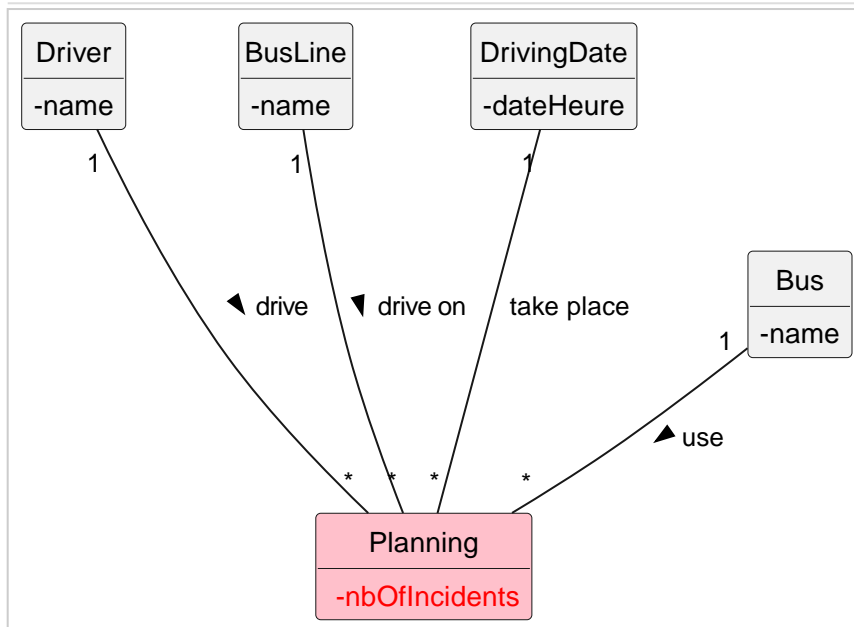 Driver
-name
BusLine
-name
DrivingDate
-dateHeure
1
1
1
Bus
-name
drive
drive on
take place
1
use
*
*
*
*
Planning
-nbOfIncidents